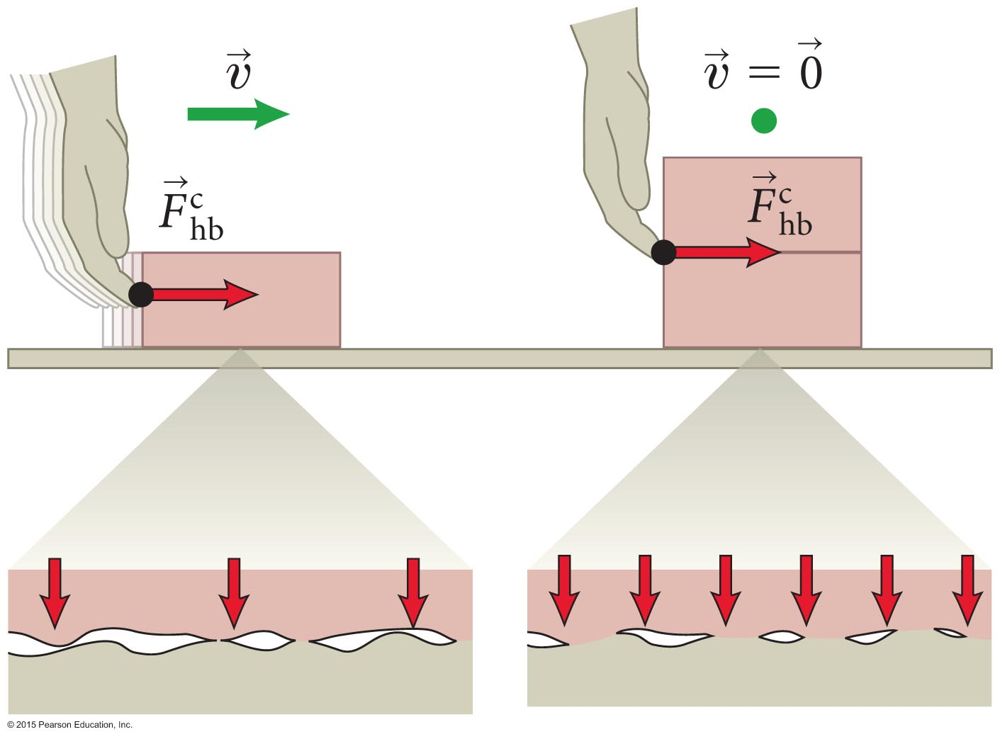 v⃗
v⃗ = 0⃗
F⃗ᶜhb
F⃗ᶜhb
© 2015 Pearson Education, Inc.